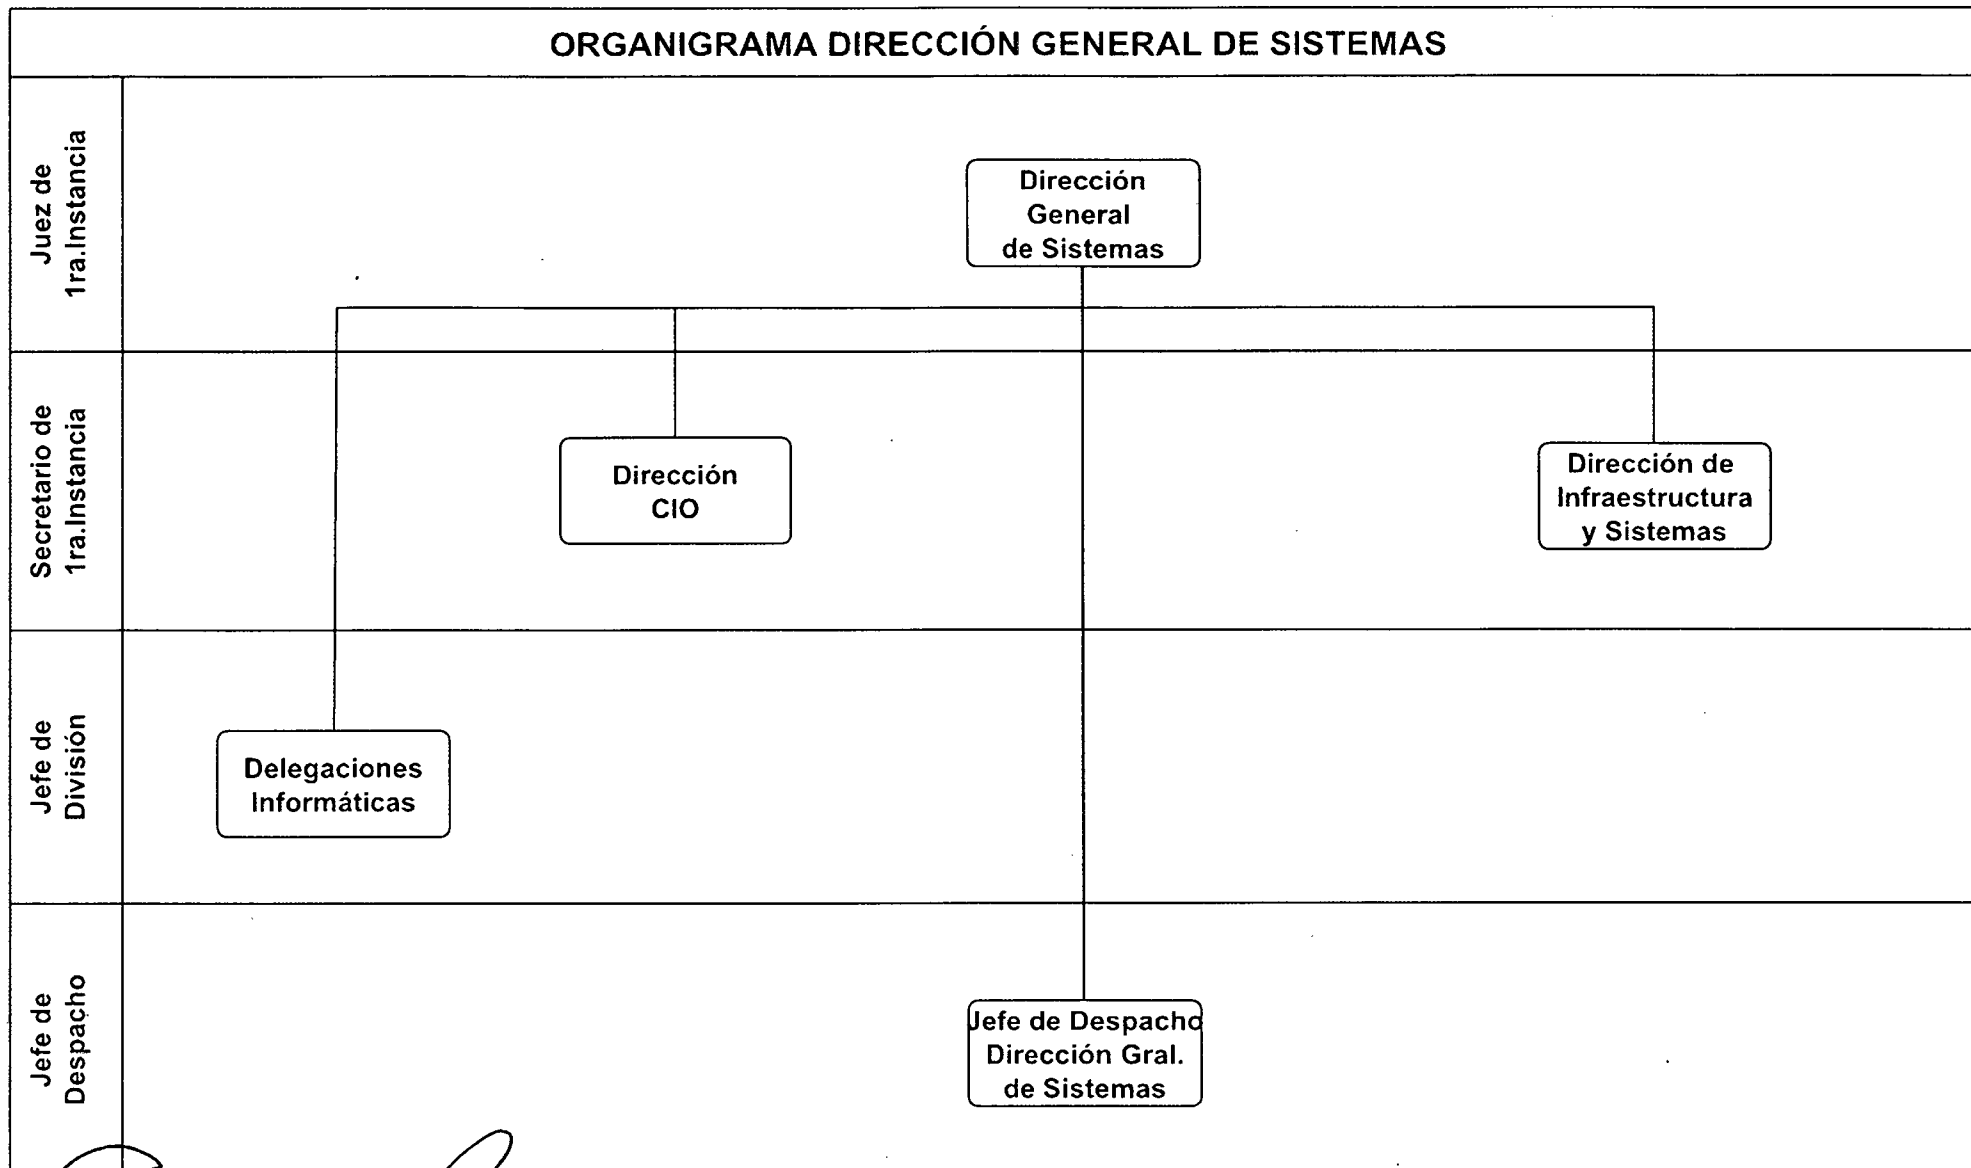 ORGANIGRAMA DIRECCIÓN GENERAL DE SISTEMAS
Juez de
1ra.Instancia
Dirección
General
de Sistemas
Secretario de
1ra.Instancia
Dirección
CIO
Dirección de
Infraestructura
y Sistemas
Jefe de
División
Delegaciones
Informáticas
Jefe de
Despacho
Jefe de Despacho
Dirección Gral.
de Sistemas